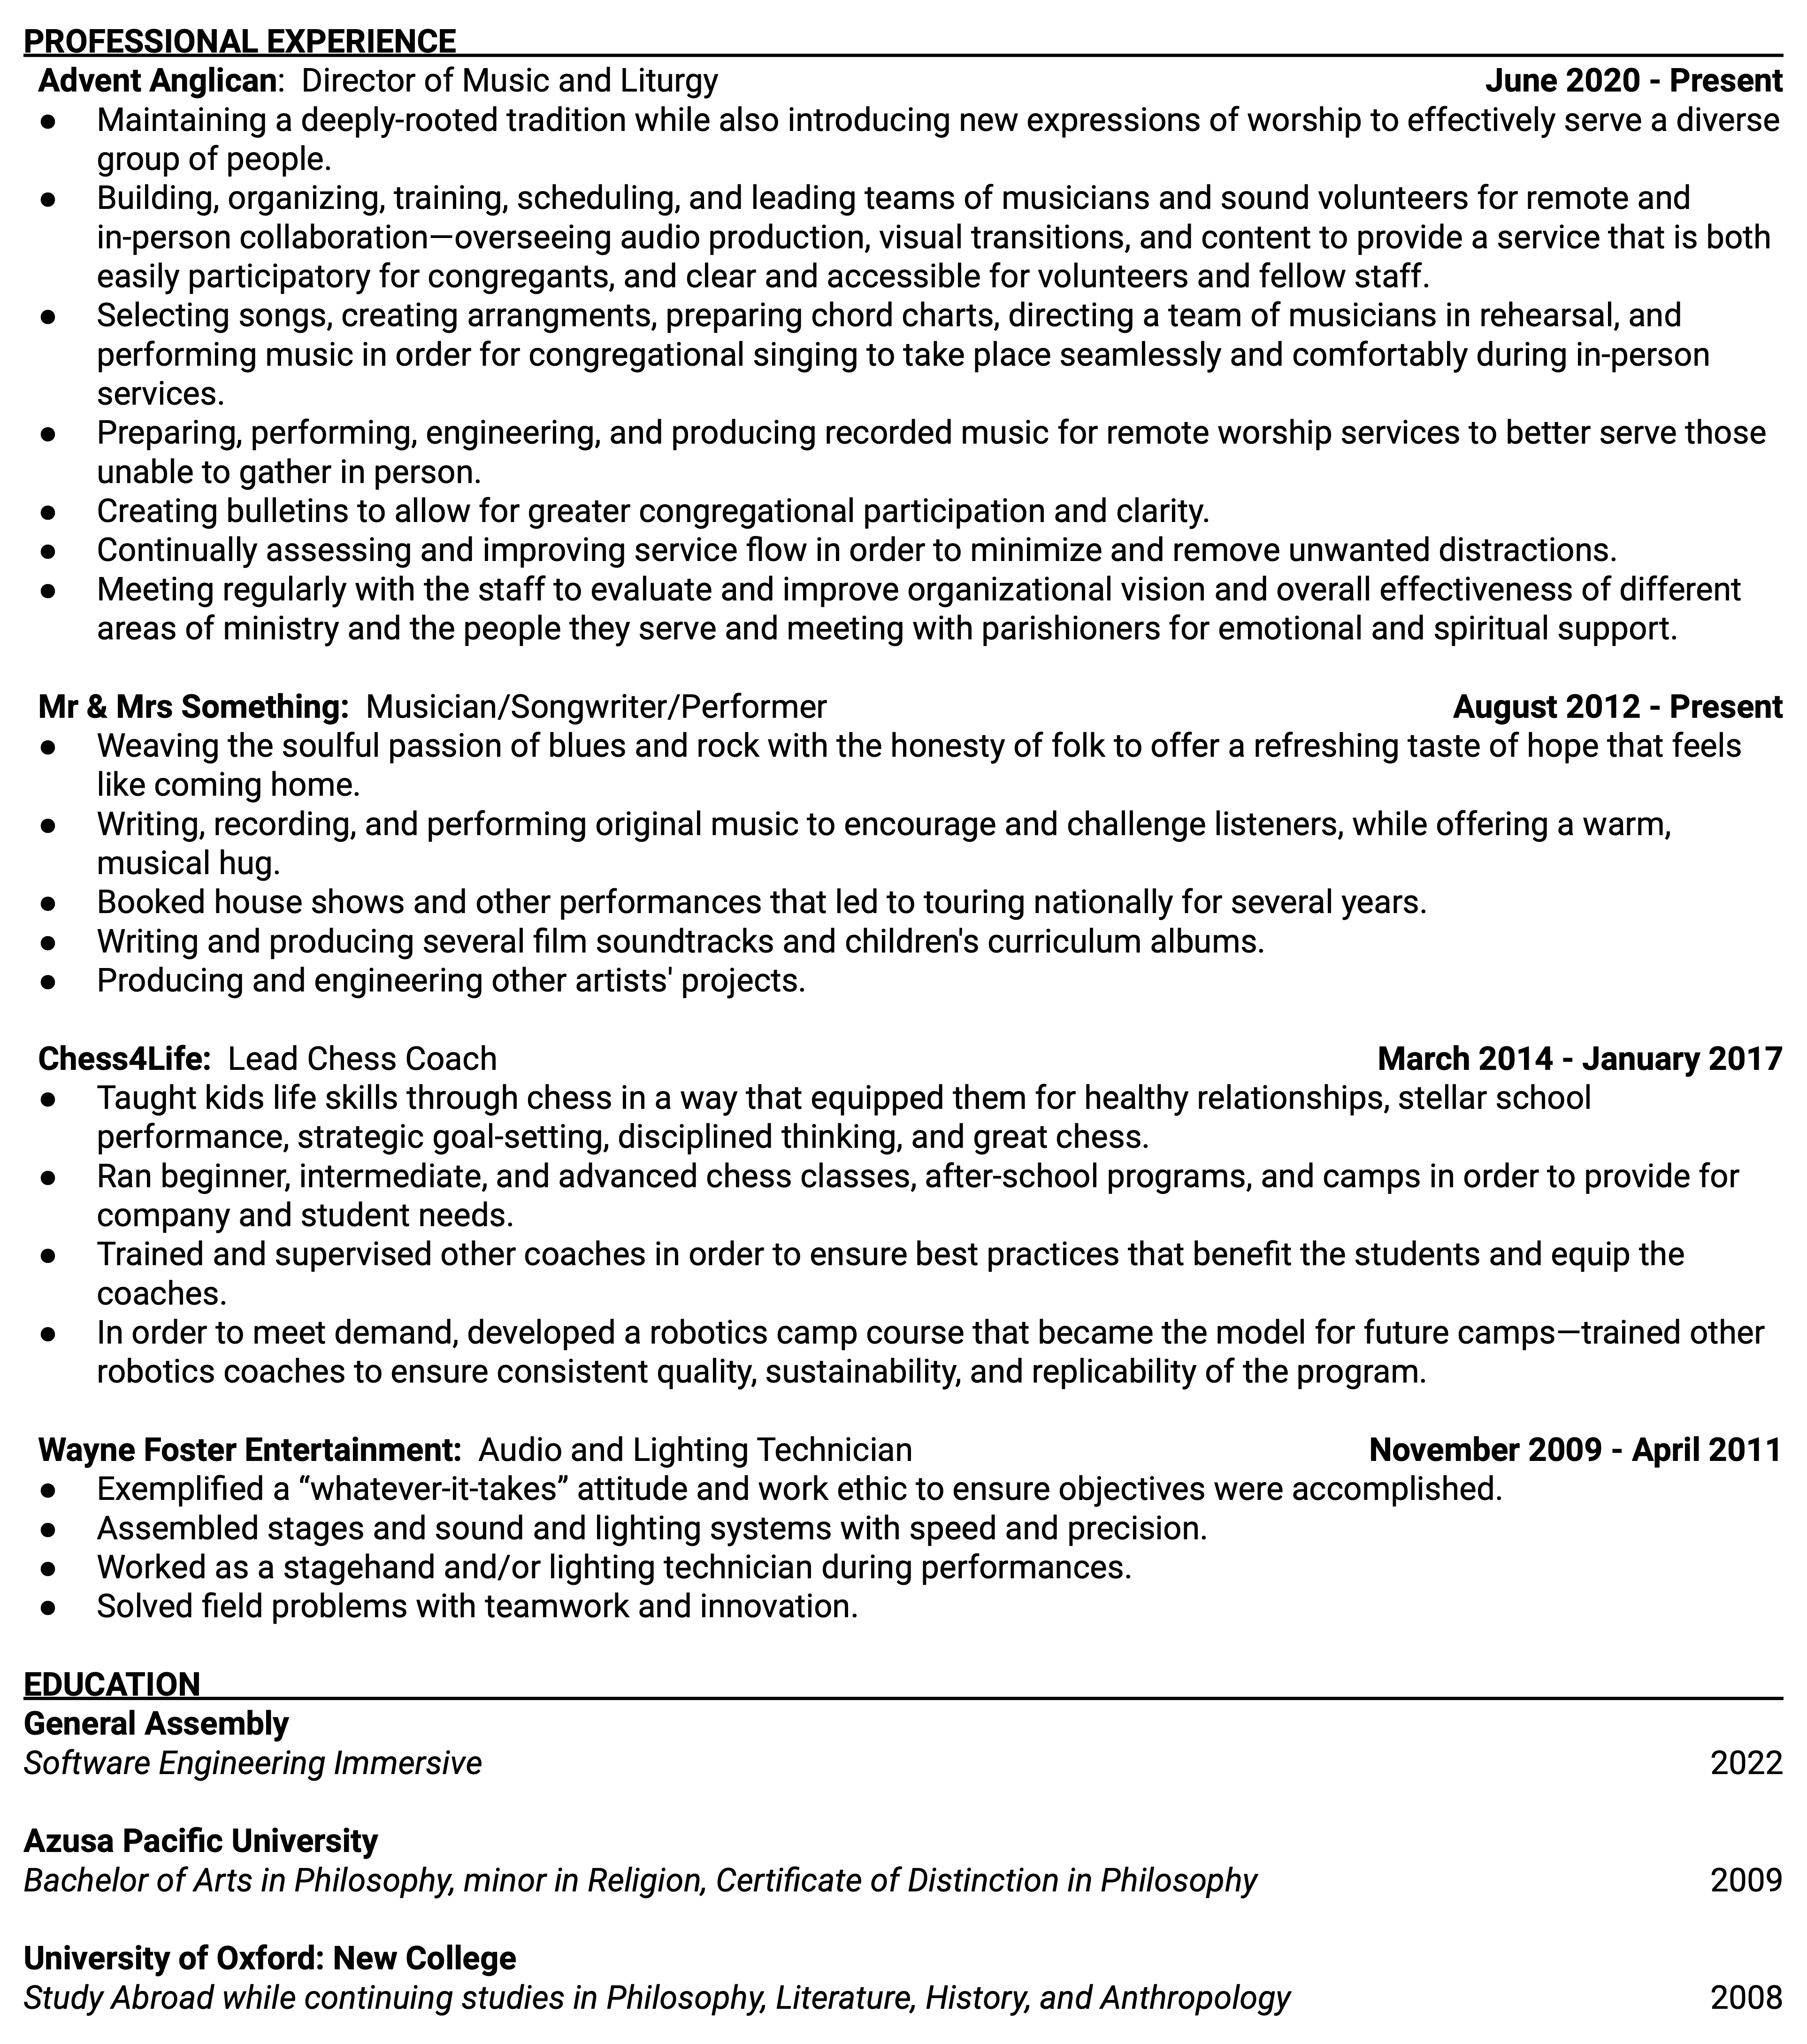 PROFESSIONAL EXPERIENCE
Advent Anglican: Director of Music and Liturgy June 2020 - Present
● Maintaining a deeply-rooted tradition while also introducing new expressions of worship to effectively serve a diverse
group of people.
● Building, organizing, training, scheduling, and leading teams of musicians and sound volunteers for remote and
in-person collaboration—overseeing audio production, visual transitions, and content to provide a service that is both
easily participatory for congregants, and clear and accessible for volunteers and fellow staff.
● Selecting songs, creating arrangments, preparing chord charts, directing a team of musicians in rehearsal, and
performing music in order for congregational singing to take place seamlessly and comfortably during in-person
services.
● Preparing, performing, engineering, and producing recorded music for remote worship services to better serve those
unable to gather in person.
● Creating bulletins to allow for greater congregational participation and clarity.
● Continually assessing and improving service flow in order to minimize and remove unwanted distractions.
● Meeting regularly with the staff to evaluate and improve organizational vision and overall effectiveness of different
areas of ministry and the people they serve and meeting with parishioners for emotional and spiritual support.
Mr & Mrs Something: Musician/Songwriter/Performer August 2012 - Present
● Weaving the soulful passion of blues and rock with the honesty of folk to offer a refreshing taste of hope that feels
like coming home.
● Writing, recording, and performing original music to encourage and challenge listeners, while offering a warm,
musical hug.
● Booked house shows and other performances that led to touring nationally for several years.
● Writing and producing several film soundtracks and children's curriculum albums.
● Producing and engineering other artists' projects.
Chess4Life: Lead Chess Coach March 2014 - January 2017
● Taught kids life skills through chess in a way that equipped them for healthy relationships, stellar school
performance, strategic goal-setting, disciplined thinking, and great chess.
● Ran beginner, intermediate, and advanced chess classes, after-school programs, and camps in order to provide for
company and student needs.
● Trained and supervised other coaches in order to ensure best practices that benefit the students and equip the
coaches.
● In order to meet demand, developed a robotics camp course that became the model for future camps—trained other
robotics coaches to ensure consistent quality, sustainability, and replicability of the program.
Wayne Foster Entertainment: Audio and Lighting Technician November 2009 - April 2011
● Exemplified a “whatever-it-takes” attitude and work ethic to ensure objectives were accomplished.
● Assembled stages and sound and lighting systems with speed and precision.
● Worked as a stagehand and/or lighting technician during performances.
● Solved field problems with teamwork and innovation.
EDUCATION
General Assembly
Software Engineering Immersive 2022
Azusa Pacific University
Bachelor of Arts in Philosophy, minor in Religion, Certificate of Distinction in Philosophy 2009
University of Oxford: New College
Study Abroad while continuing studies in Philosophy, Literature, History, and Anthropology 2008